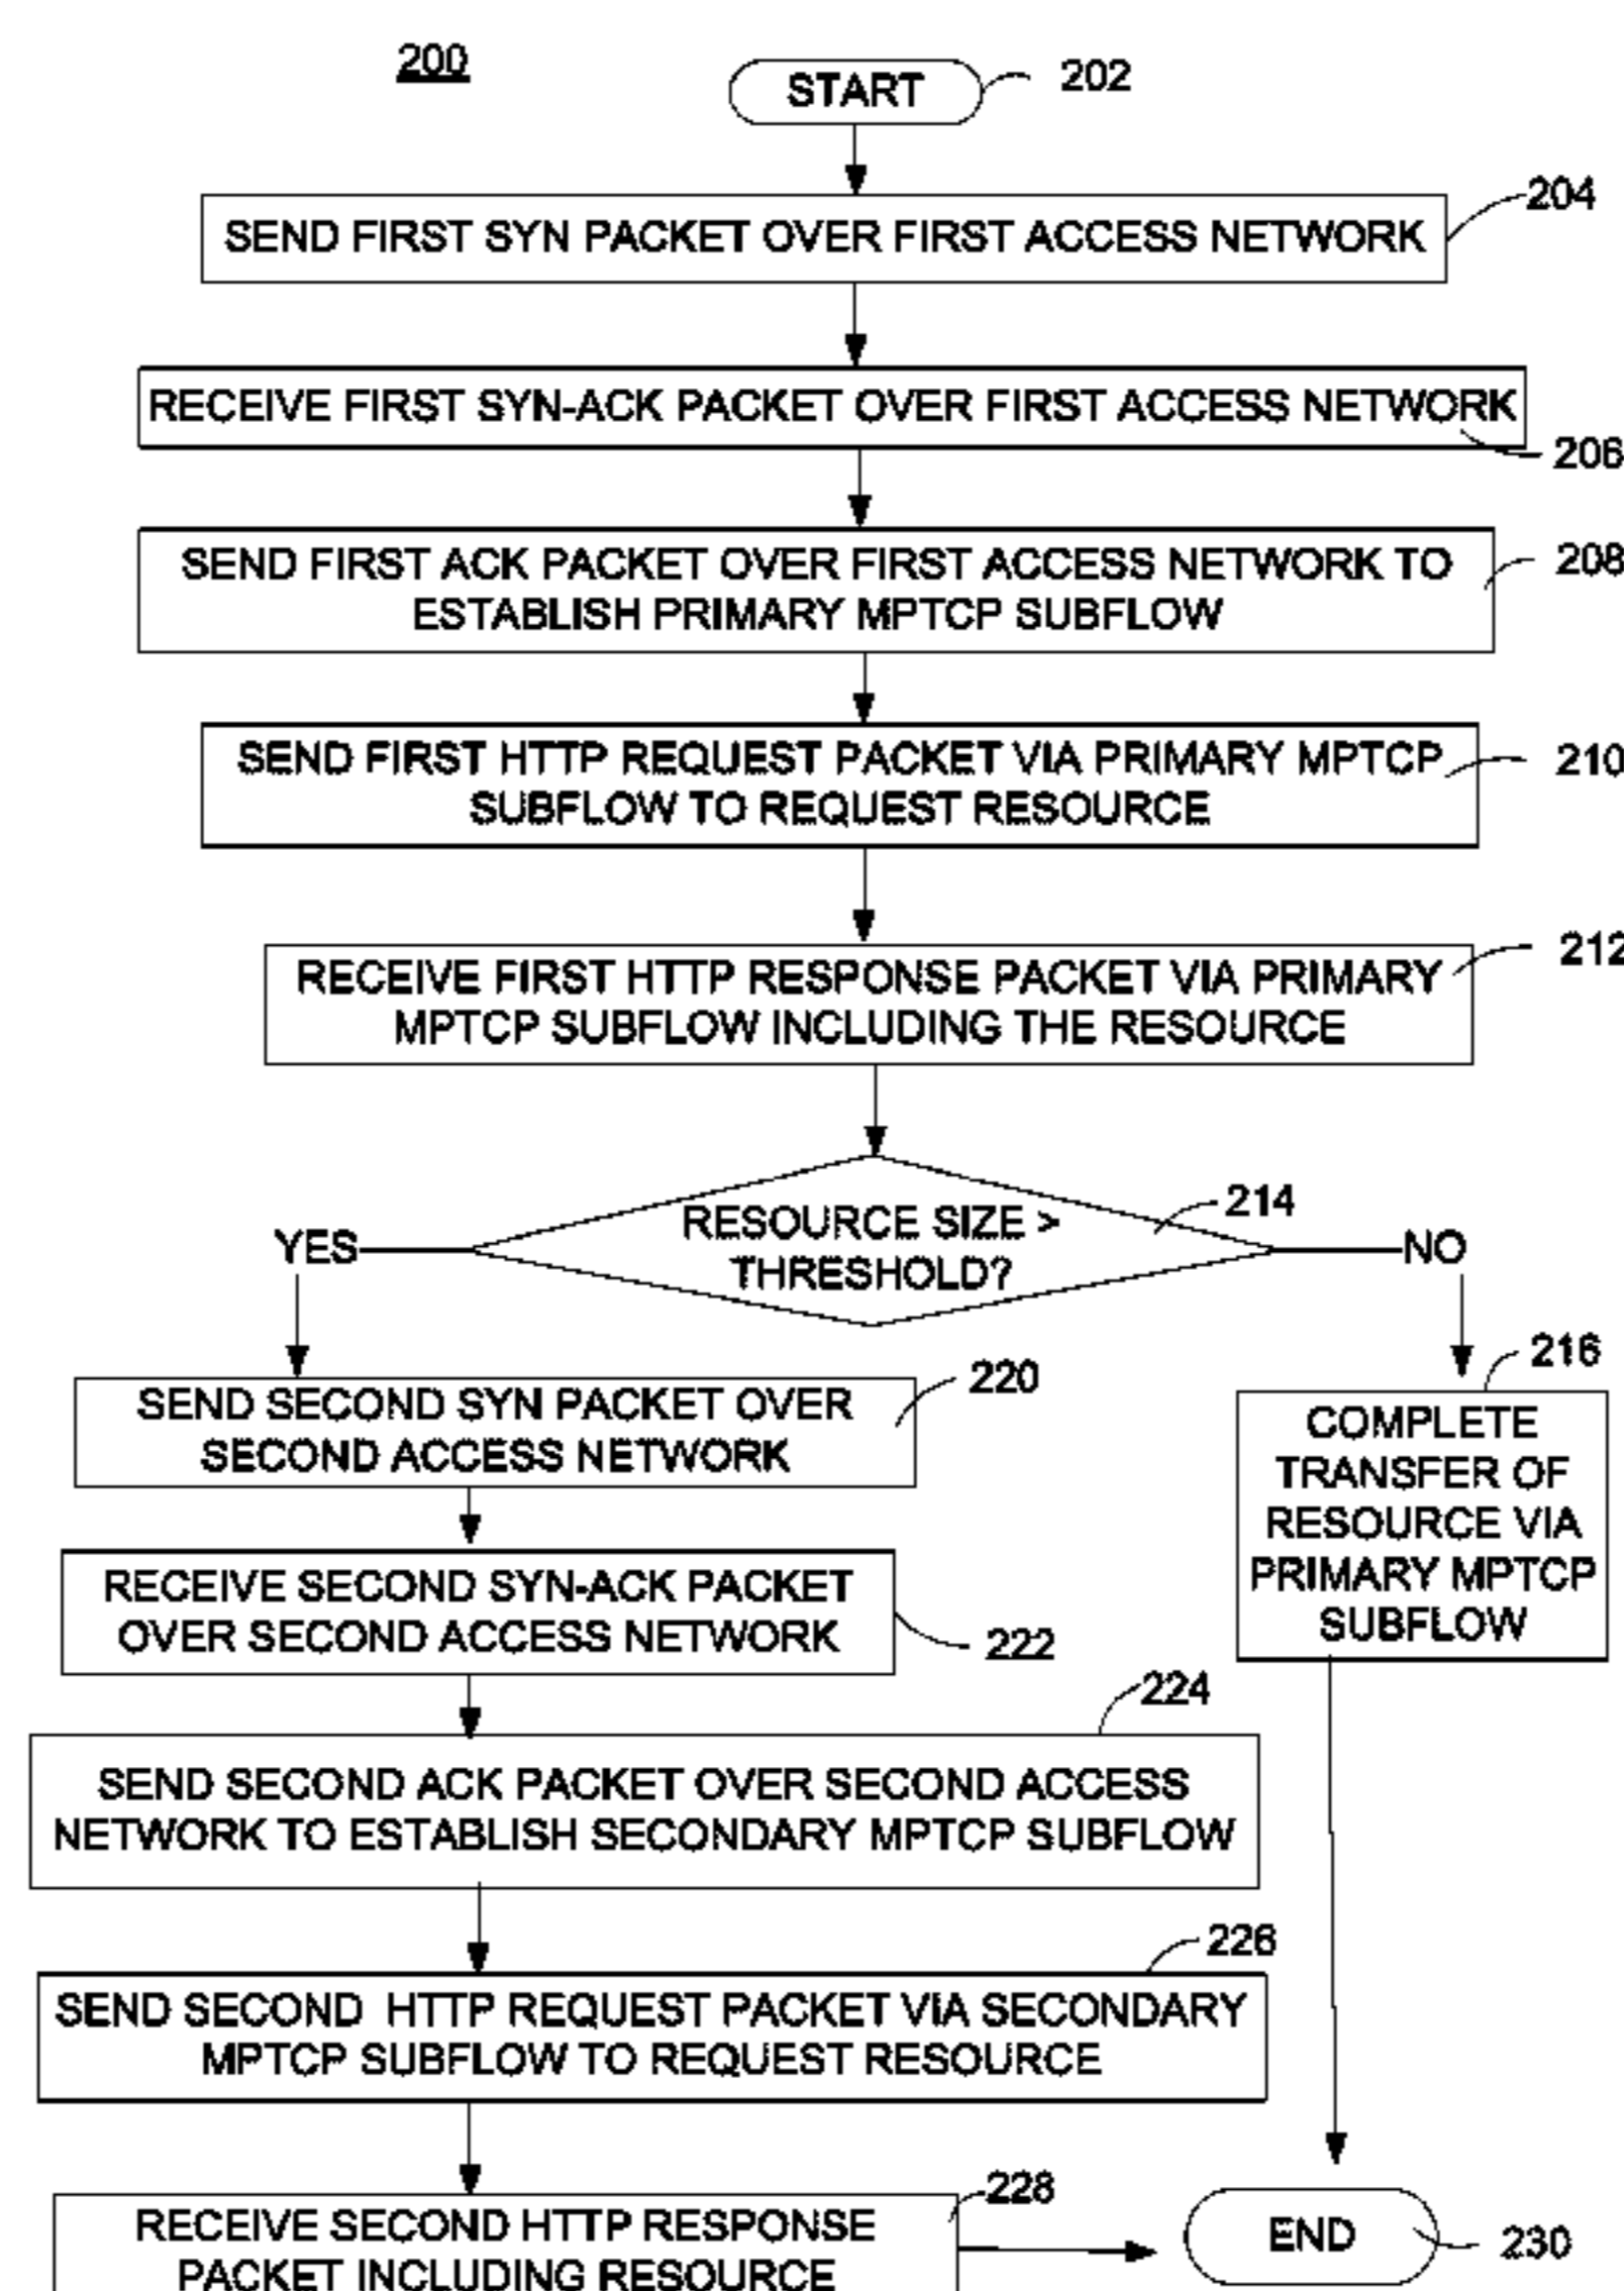 200
START
202
SEND FIRST SYN PACKET OVER FIRST ACCESS NETWORK
204
RECEIVE FIRST SYN-ACK PACKET OVER FIRST ACCESS NETWORK
206
SEND FIRST ACK PACKET OVER FIRST ACCESS NETWORK TO
ESTABLISH PRIMARY MPTCP SUBFLOW
208
SEND FIRST HTTP REQUEST PACKET VIA PRIMARY MPTCP
SUBFLOW TO REQUEST RESOURCE
210
RECEIVE FIRST HTTP RESPONSE PACKET VIA PRIMARY
MPTCP SUBFLOW INCLUDING THE RESOURCE
212
RESOURCE SIZE >
THRESHOLD?
214
YES
NO
SEND SECOND SYN PACKET OVER
SECOND ACCESS NETWORK
220
COMPLETE
TRANSFER OF
RESOURCE VIA
PRIMARY MPTCP
SUBFLOW
216
RECEIVE SECOND SYN-ACK PACKET
OVER SECOND ACCESS NETWORK
222
SEND SECOND ACK PACKET OVER SECOND ACCESS
NETWORK TO ESTABLISH SECONDARY MPTCP SUBFLOW
224
SEND SECOND HTTP REQUEST PACKET VIA SECONDARY
MPTCP SUBFLOW TO REQUEST RESOURCE
226
RECEIVE SECOND HTTP RESPONSE
PACKET INCLUDING RESOURCE
228
END
230